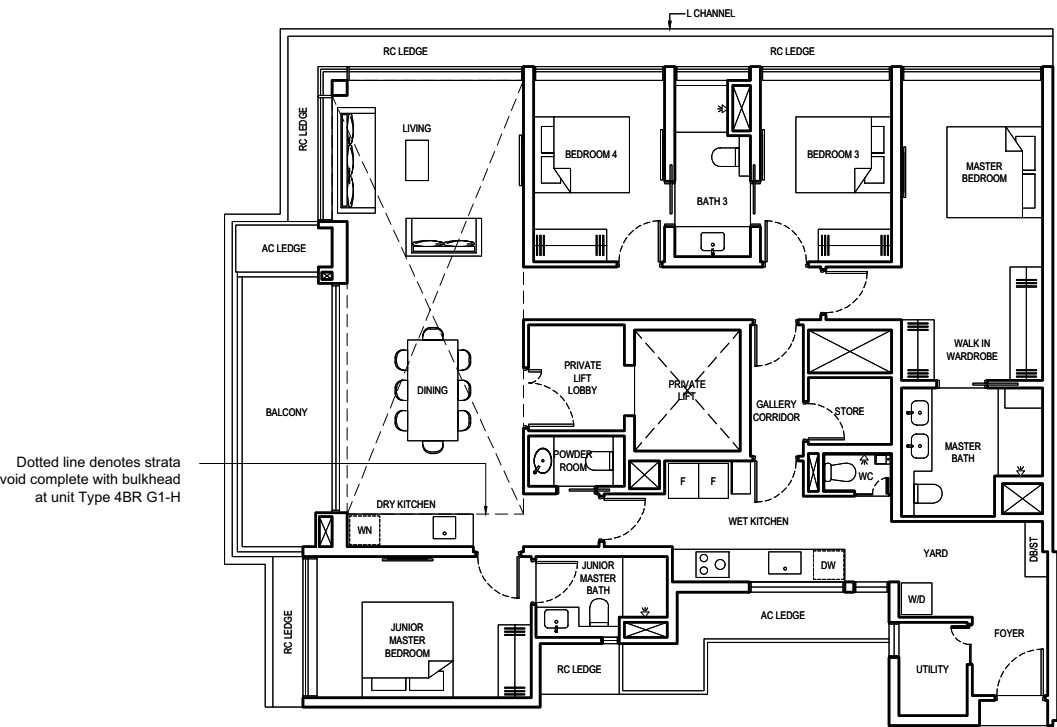 L CHANNEL
RC LEDGE
RC LEDGE
RC LEDGE
LIVING
BEDROOM 4
BEDROOM 3
MASTER
BEDROOM
BATH 3
AC LEDGE
WALK IN
WARDROBE
PRIVATE
LIFT
LOBBY
PRIVATE
LIFT
DINING
GALLERY
CORRIDOR
STORE
BALCONY
MASTER
BATH
POWDER
ROOM
WC
F
F
Dotted line denotes strata
void complete with bulkhead
at unit Type 4BR G1-H
DRY KITCHEN
WN
WET KITCHEN
YARD
DB/ST
JUNIOR
MASTER
BATH
DW
W/D
AC LEDGE
RC LEDGE
JUNIOR
MASTER
BEDROOM
RC LEDGE
UTILITY
FOYER